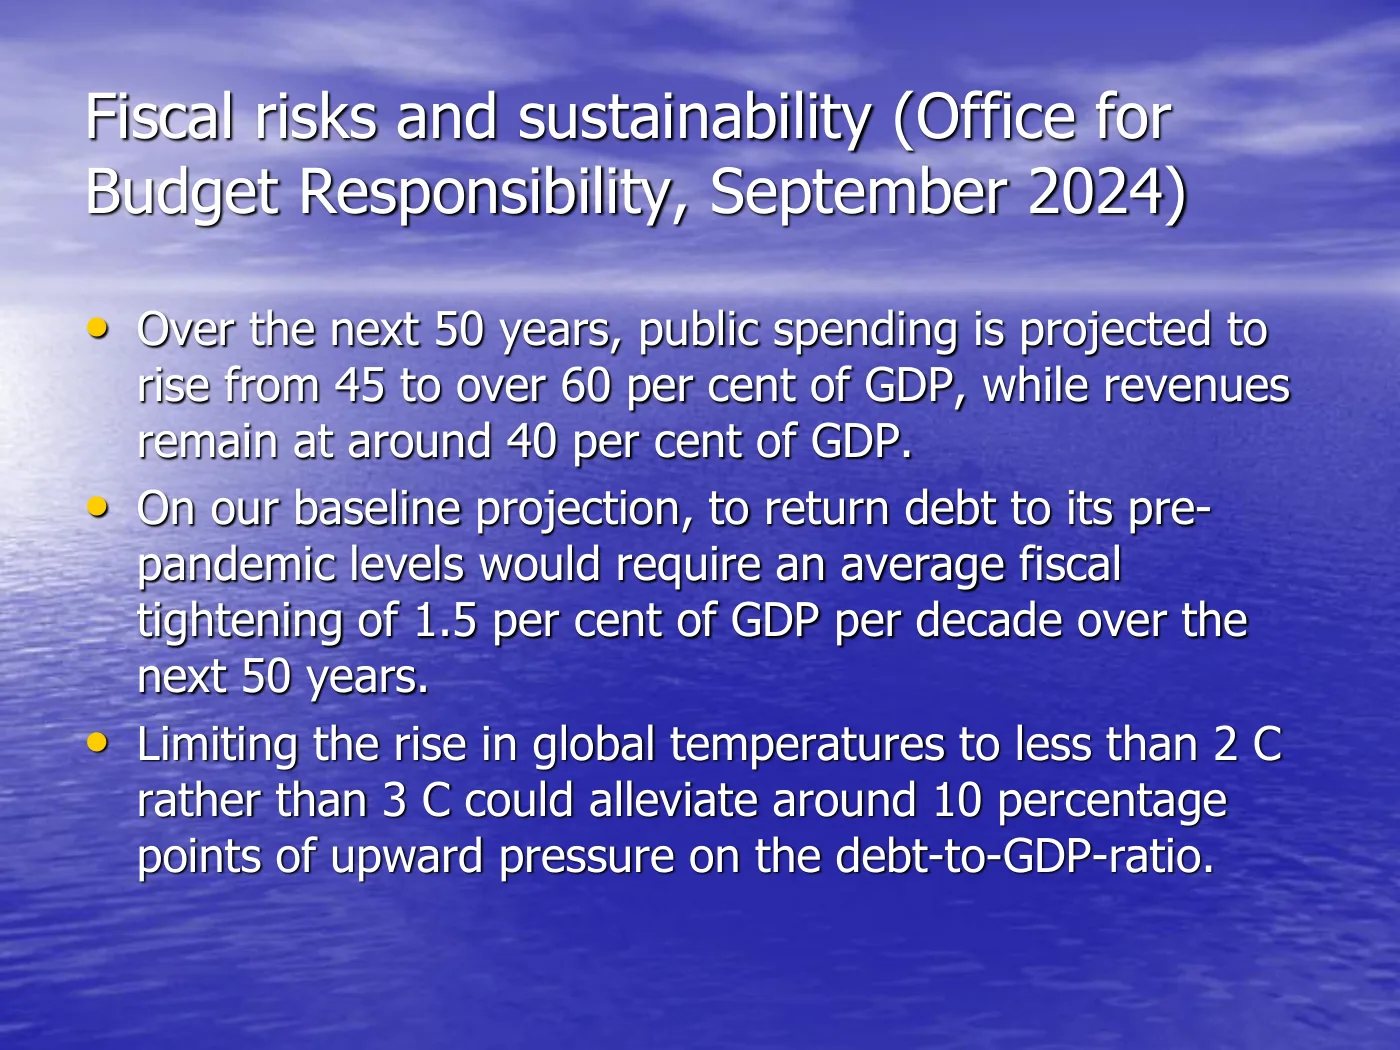 Fiscal risks and sustainability (Office for
Budget Responsibility, September 2024)
• Over the next 50 years, public spending is projected to
rise from 45 to over 60 per cent of GDP, while revenues
remain at around 40 per cent of GDP.
• On our baseline projection, to return debt to its pre-
pandemic levels would require an average fiscal
tightening of 1.5 per cent of GDP per decade over the
next 50 years.
• Limiting the rise in global temperatures to less than 2 C
rather than 3 C could alleviate around 10 percentage
points of upward pressure on the debt-to-GDP-ratio.